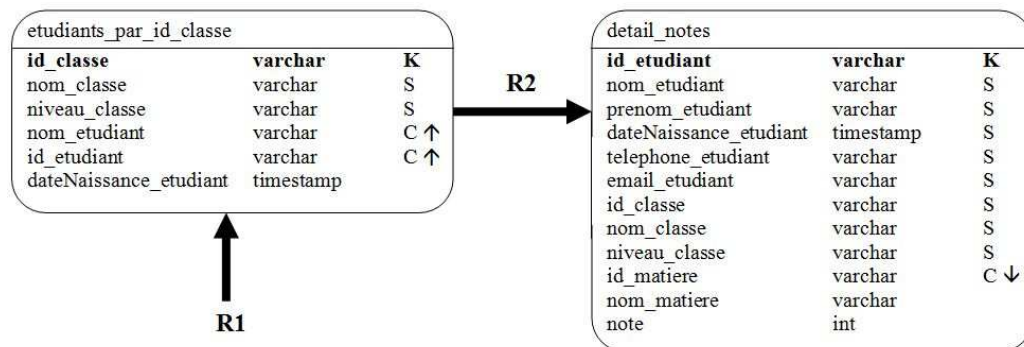 etudiants_par_id_classe
id_classe varchar K
nom_classe varchar S
niveau_classe varchar S
nom_etudiant varchar C ↑
id_etudiant varchar C ↑
dateNaissance_etudiant timestamp
R1
R2
detail_notes
id_etudiant varchar K
nom_etudiant varchar S
prenom_etudiant varchar S
dateNaissance_etudiant timestamp S
telephone_etudiant varchar S
email_etudiant varchar S
id_classe varchar S
nom_classe varchar S
niveau_classe varchar S
id_matiere varchar C ↓
nom_matiere varchar
note int